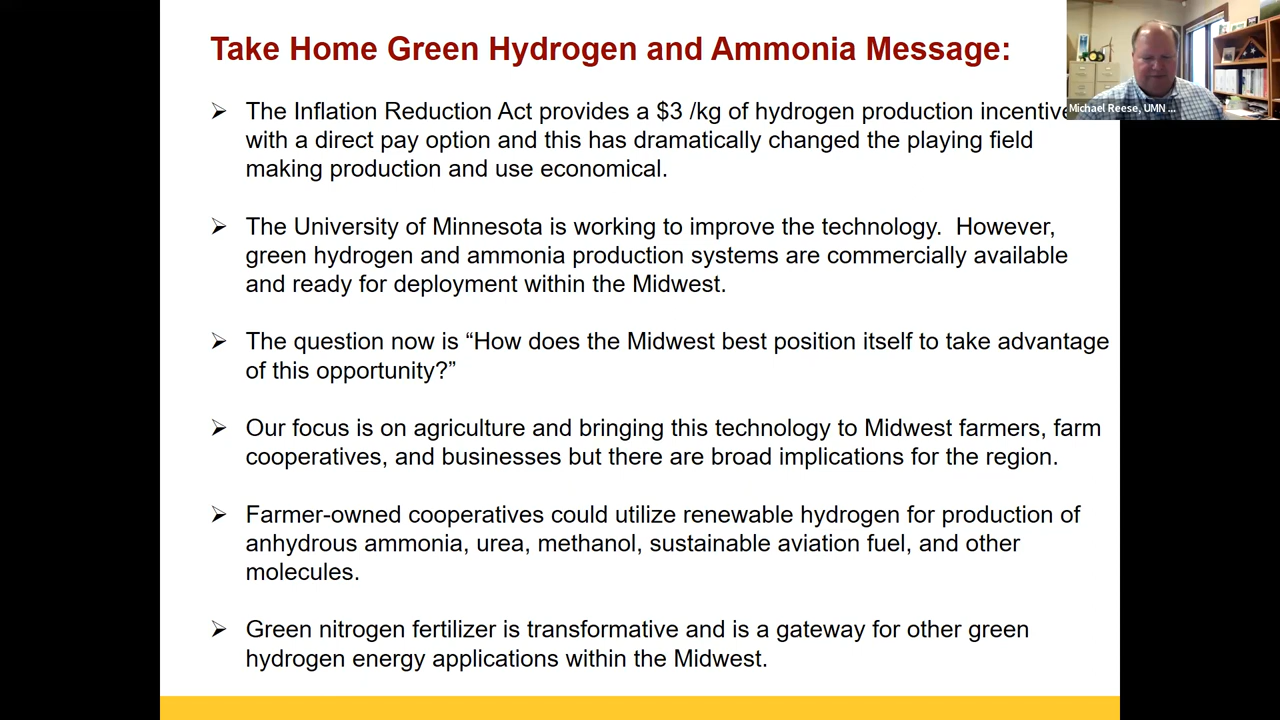 Take Home Green Hydrogen and Ammonia Message:
➢ The Inflation Reduction Act provides a $3 /kg of hydrogen production incentive
with a direct pay option and this has dramatically changed the playing field
making production and use economical.
➢ The University of Minnesota is working to improve the technology.  However,
green hydrogen and ammonia production systems are commercially available
and ready for deployment within the Midwest.
➢ The question now is “How does the Midwest best position itself to take advantage
of this opportunity?”
➢ Our focus is on agriculture and bringing this technology to Midwest farmers, farm
cooperatives, and businesses but there are broad implications for the region.
➢ Farmer-owned cooperatives could utilize renewable hydrogen for production of
anhydrous ammonia, urea, methanol, sustainable aviation fuel, and other
molecules.
➢ Green nitrogen fertilizer is transformative and is a gateway for other green
hydrogen energy applications within the Midwest.
Michael Reese, UMN ...